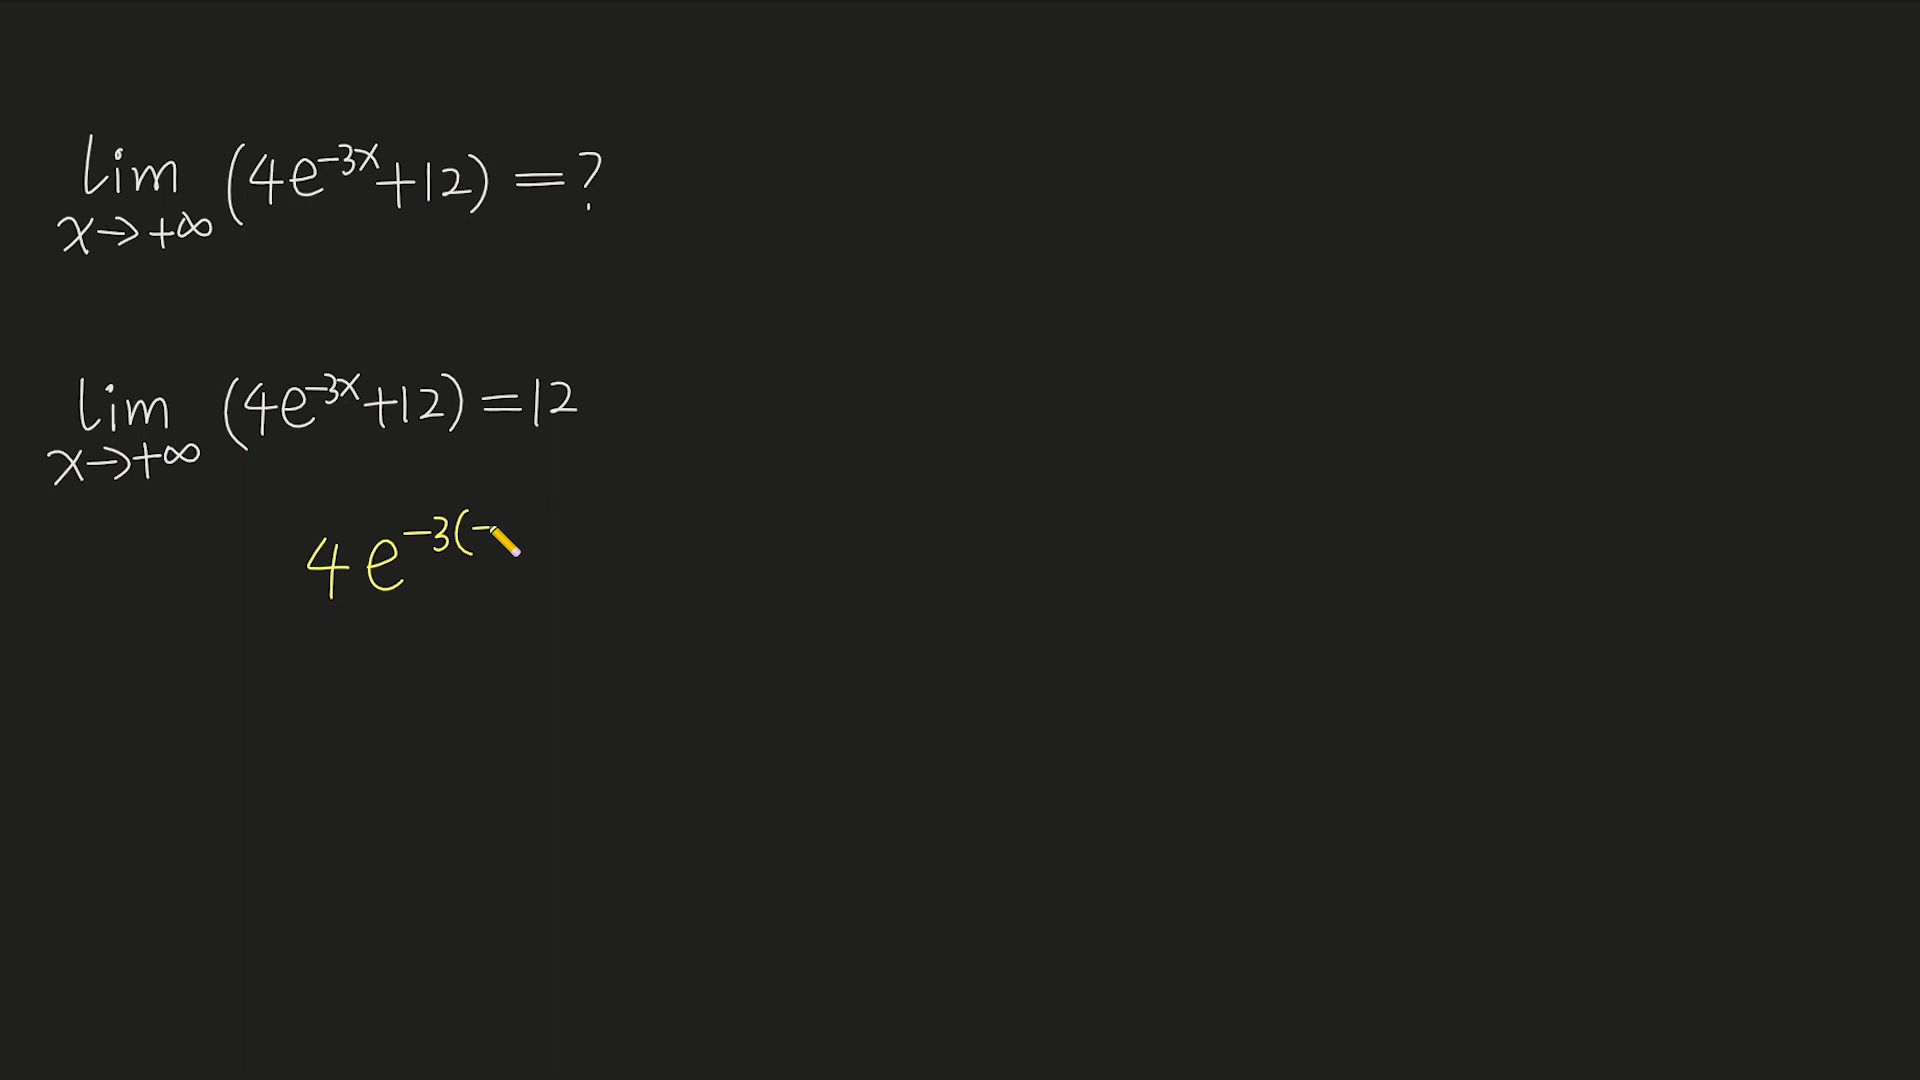 lim (4e^{-3x}+12) = ?
x→+∞
lim (4e^{-3x}+12) = 12
x→+∞
4e^{-3(-